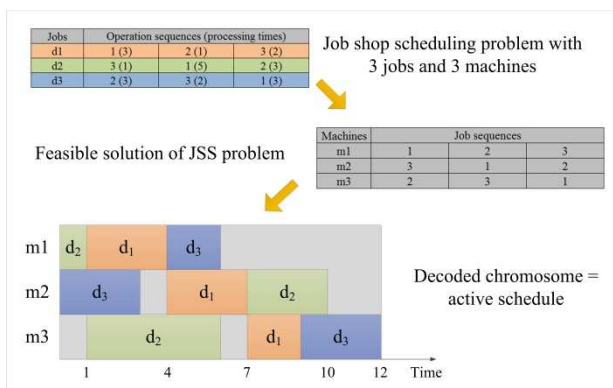 Jobs Operation sequences (processing times)
d1 1 (3) 2 (1) 3 (2)
d2 3 (1) 1 (5) 2 (3)
d3 2 (3) 3 (2) 1 (3)
Job shop scheduling problem with
3 jobs and 3 machines
Feasible solution of JSS problem
Machines Job sequences
m1 1 2 3
m2 3 1 2
m3 2 3 1
m1 d2 d1 d3
m2 d3 d1 d2
m3 d2 d1 d3
1 4 7 10 12 Time
Decoded chromosome =
active schedule